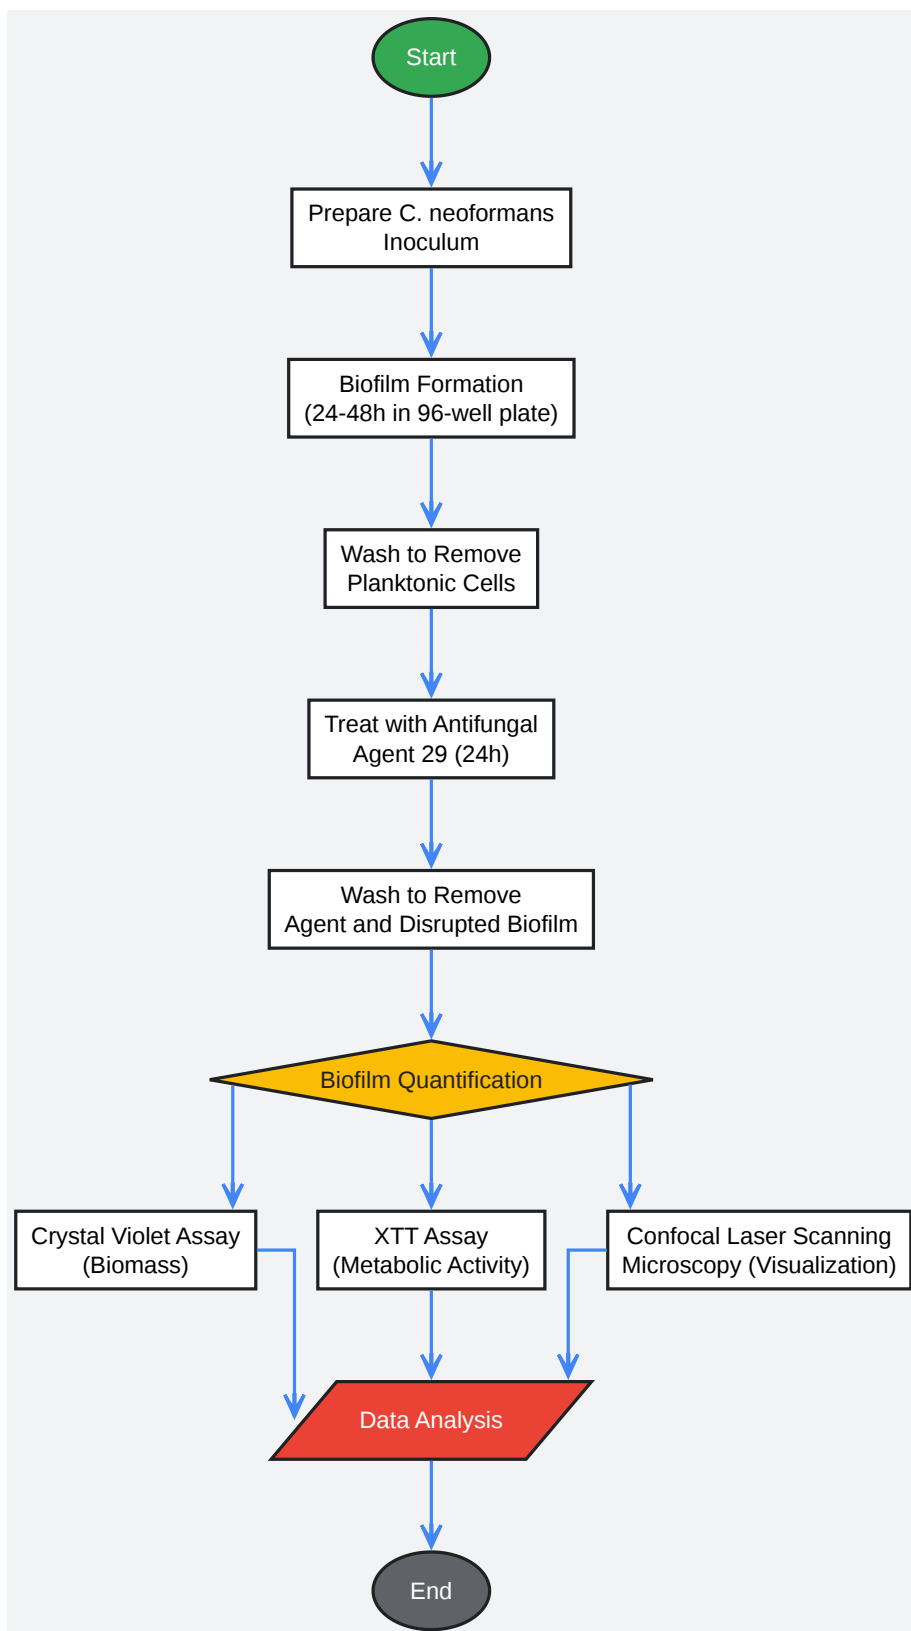 Start
Prepare C. neoformans
Inoculum
Biofilm Formation
(24-48h in 96-well plate)
Wash to Remove
Planktonic Cells
Treat with Antifungal
Agent 29 (24h)
Wash to Remove
Agent and Disrupted Biofilm
Biofilm Quantification
Crystal Violet Assay
(Biomass)
XTT Assay
(Metabolic Activity)
Confocal Laser Scanning
Microscopy (Visualization)
Data Analysis
End